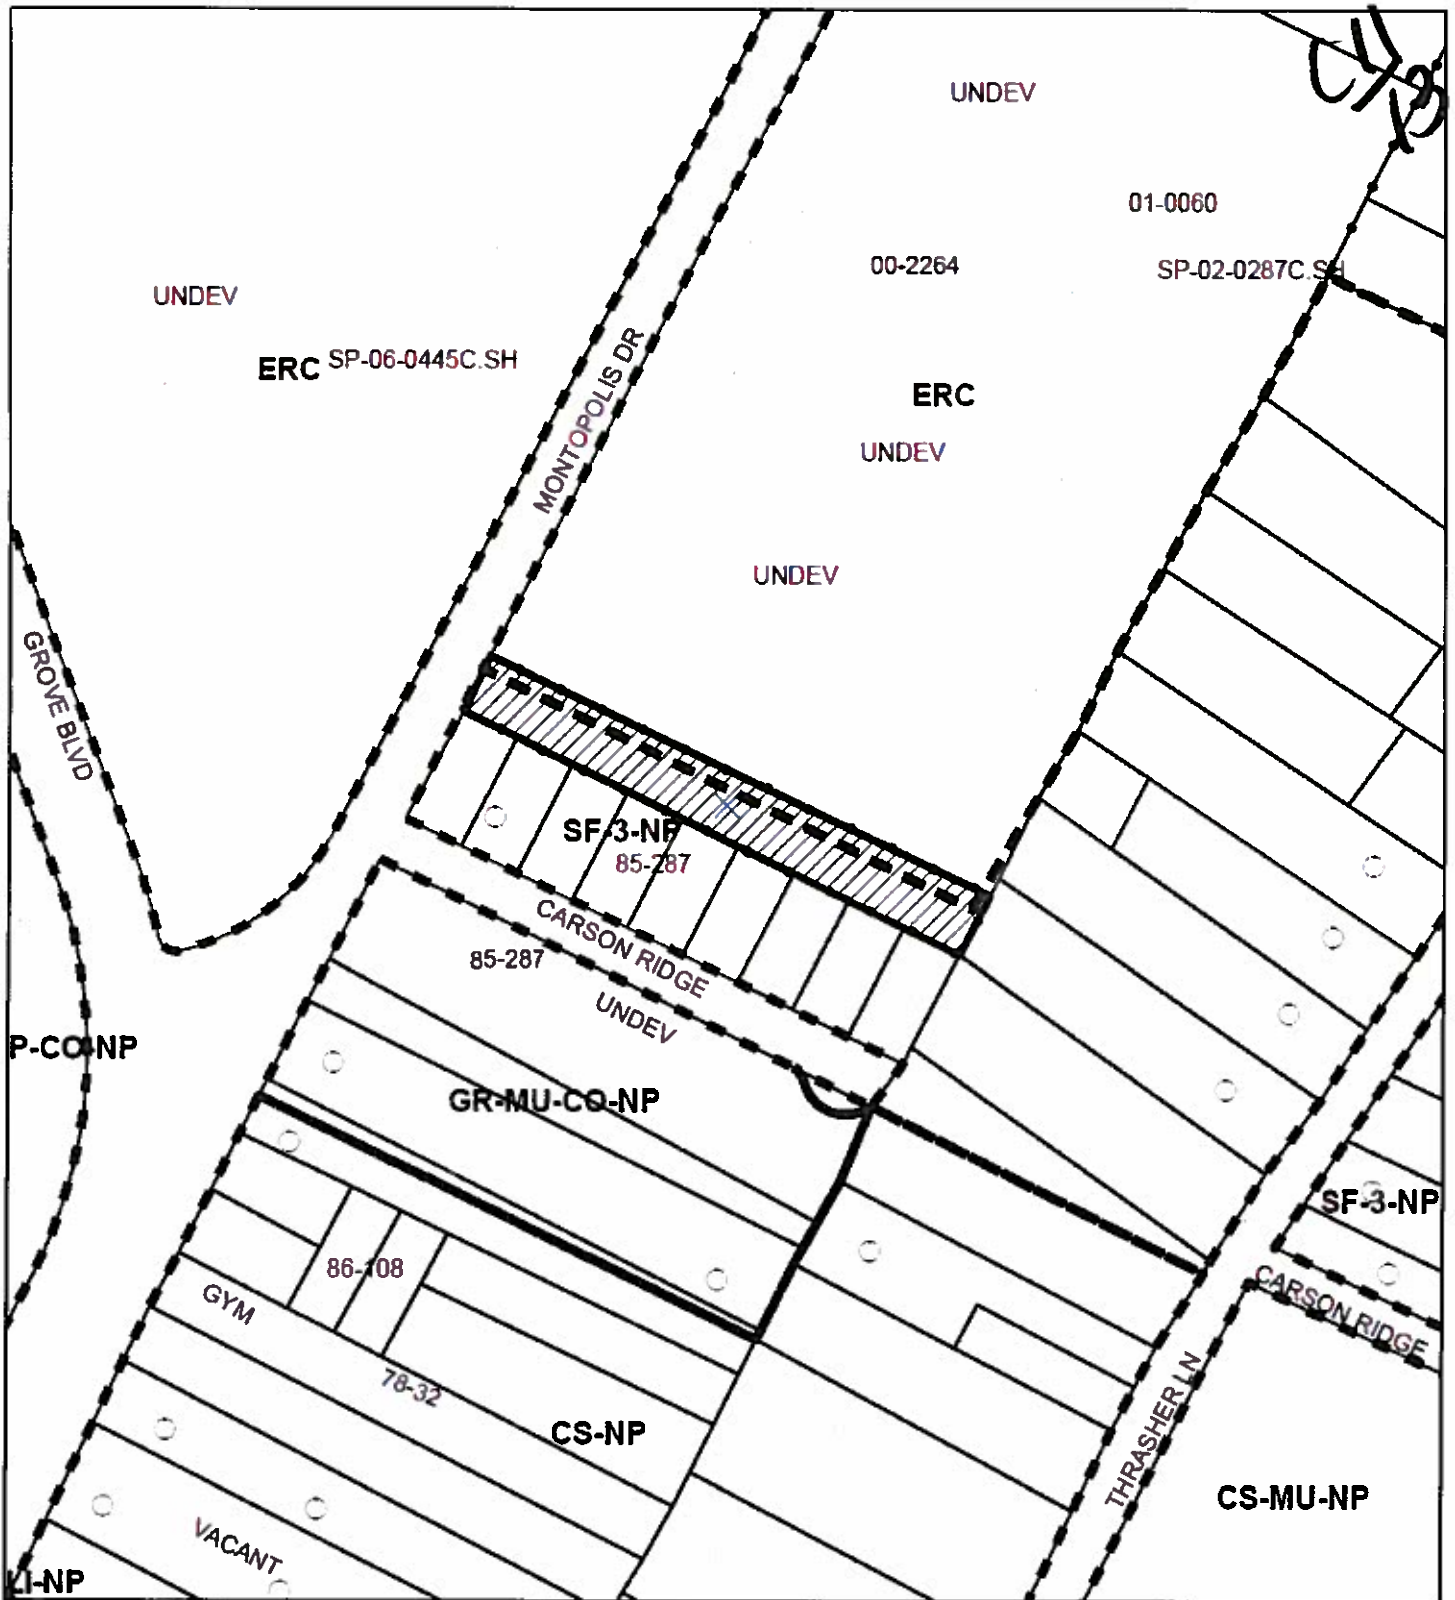 UNDEV
01-0060
00-2264
SP-02-0287C.SH
UNDEV
ERC SP-06-0445C.SH
MONTOPOLIS DR
ERC
UNDEV
UNDEV
GROVE BLVD
SF-3-NP
85-287
CARSON RIDGE
85-287
UNDEV
P-CO-NP
GR-MU-CO-NP
SF-3-NP
86-108
GYM
CARSON RIDGE
78-32
THRASHER LN
CS-NP
CS-MU-NP
VACANT
LI-NP